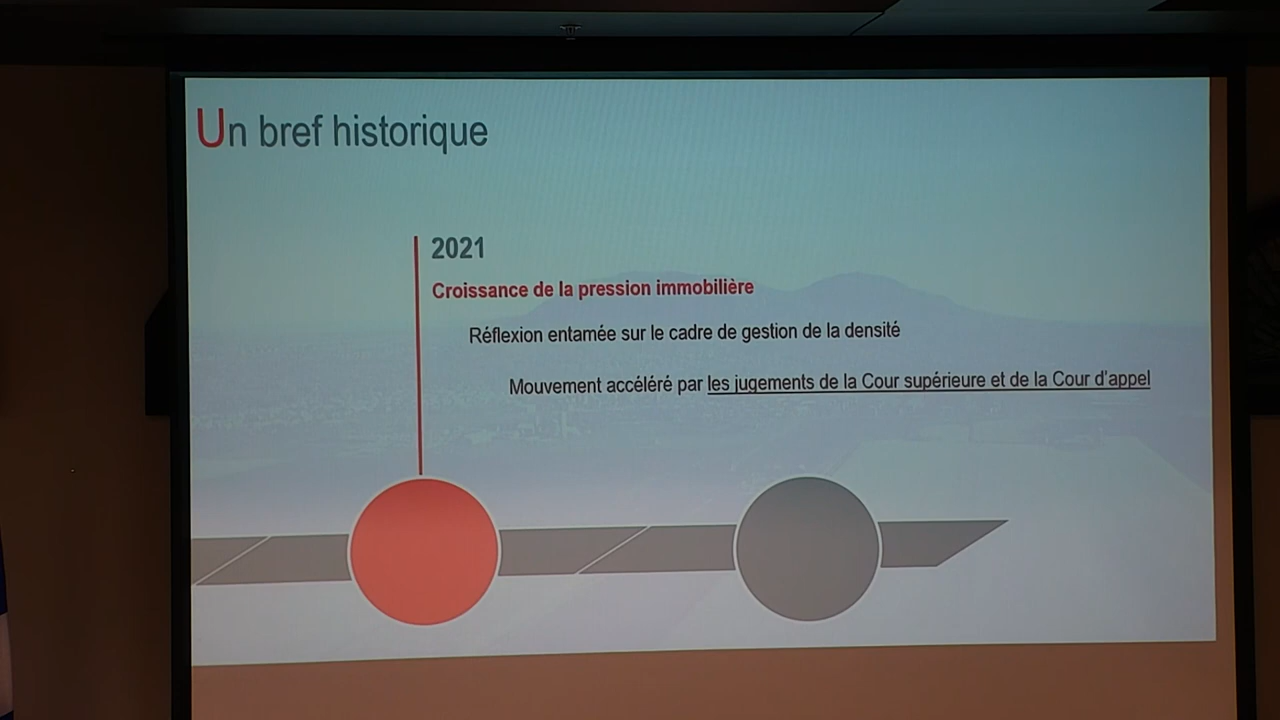 Un bref historique
2021
Croissance de la pression immobilière
Réflexion entamée sur le cadre de gestion de la densité
Mouvement accéléré par les jugements de la Cour supérieure et de la Cour d'appel